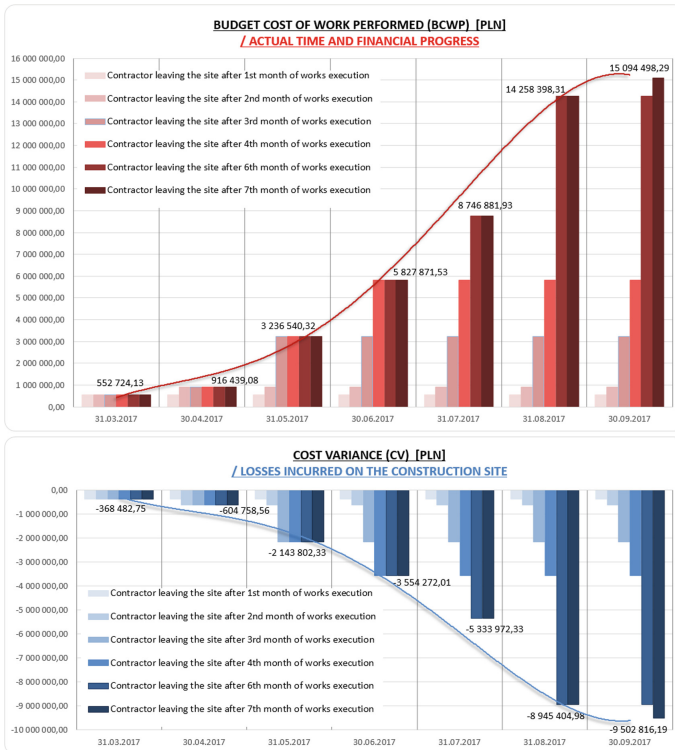 BUDGET COST OF WORK PERFORMED (BCWP) [PLN]
/ ACTUAL TIME AND FINANCIAL PROGRESS
16 000 000,00
15 000 000,00
14 000 000,00
13 000 000,00
12 000 000,00
11 000 000,00
10 000 000,00
9 000 000,00
8 000 000,00
7 000 000,00
6 000 000,00
5 000 000,00
4 000 000,00
3 000 000,00
2 000 000,00
1 000 000,00
0,00
Contractor leaving the site after 1st month of works execution
Contractor leaving the site after 2nd month of works execution
Contractor leaving the site after 3rd month of works execution
Contractor leaving the site after 4th month of works execution
Contractor leaving the site after 6th month of works execution
Contractor leaving the site after 7th month of works execution
552 724,13
916 439,08
3 236 540,32
5 827 871,53
8 746 881,93
14 258 398,31
15 094 498,29
31.03.2017 30.04.2017 31.05.2017 30.06.2017 31.07.2017 31.08.2017 30.09.2017
COST VARIANCE (CV) [PLN]
/ LOSSES INCURRED ON THE CONSTRUCTION SITE
0,00
-1 000 000,00
-2 000 000,00
-3 000 000,00
-4 000 000,00
-5 000 000,00
-6 000 000,00
-7 000 000,00
-8 000 000,00
-9 000 000,00
-10 000 000,00
-368 482,75
-604 758,56
-2 143 802,33
-3 554 272,01
-5 333 972,33
-8 945 404,98
-9 502 816,19
Contractor leaving the site after 1st month of works execution
Contractor leaving the site after 2nd month of works execution
Contractor leaving the site after 3rd month of works execution
Contractor leaving the site after 4th month of works execution
Contractor leaving the site after 6th month of works execution
Contractor leaving the site after 7th month of works execution
31.03.2017 30.04.2017 31.05.2017 30.06.2017 31.07.2017 31.08.2017 30.09.2017